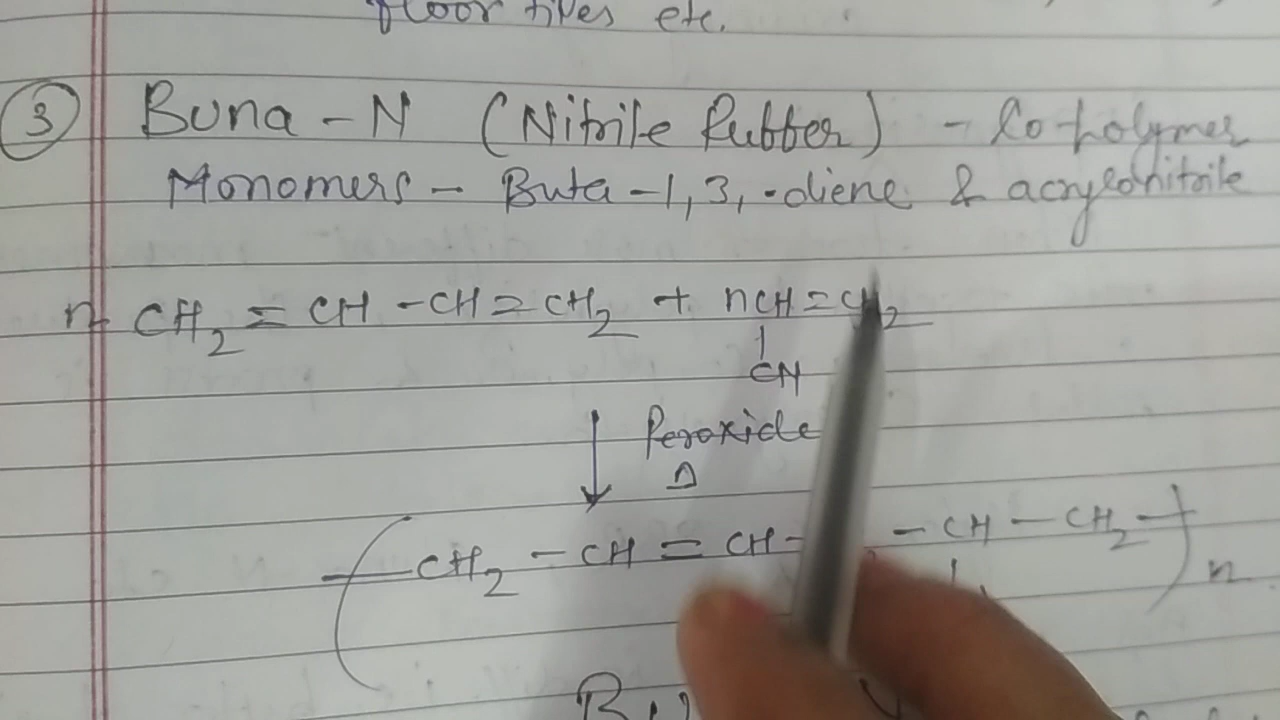 floor tiles etc.
3 Buna - N (Nitrile Rubber) - Co-polymer
Monomers - Buta -1,3,-diene & acrylonitrile
n CH2 = CH - CH = CH2 + nCH = CH2
CN
Peroxide
Δ
( CH2 - CH = CH - - CH - CH2 )n